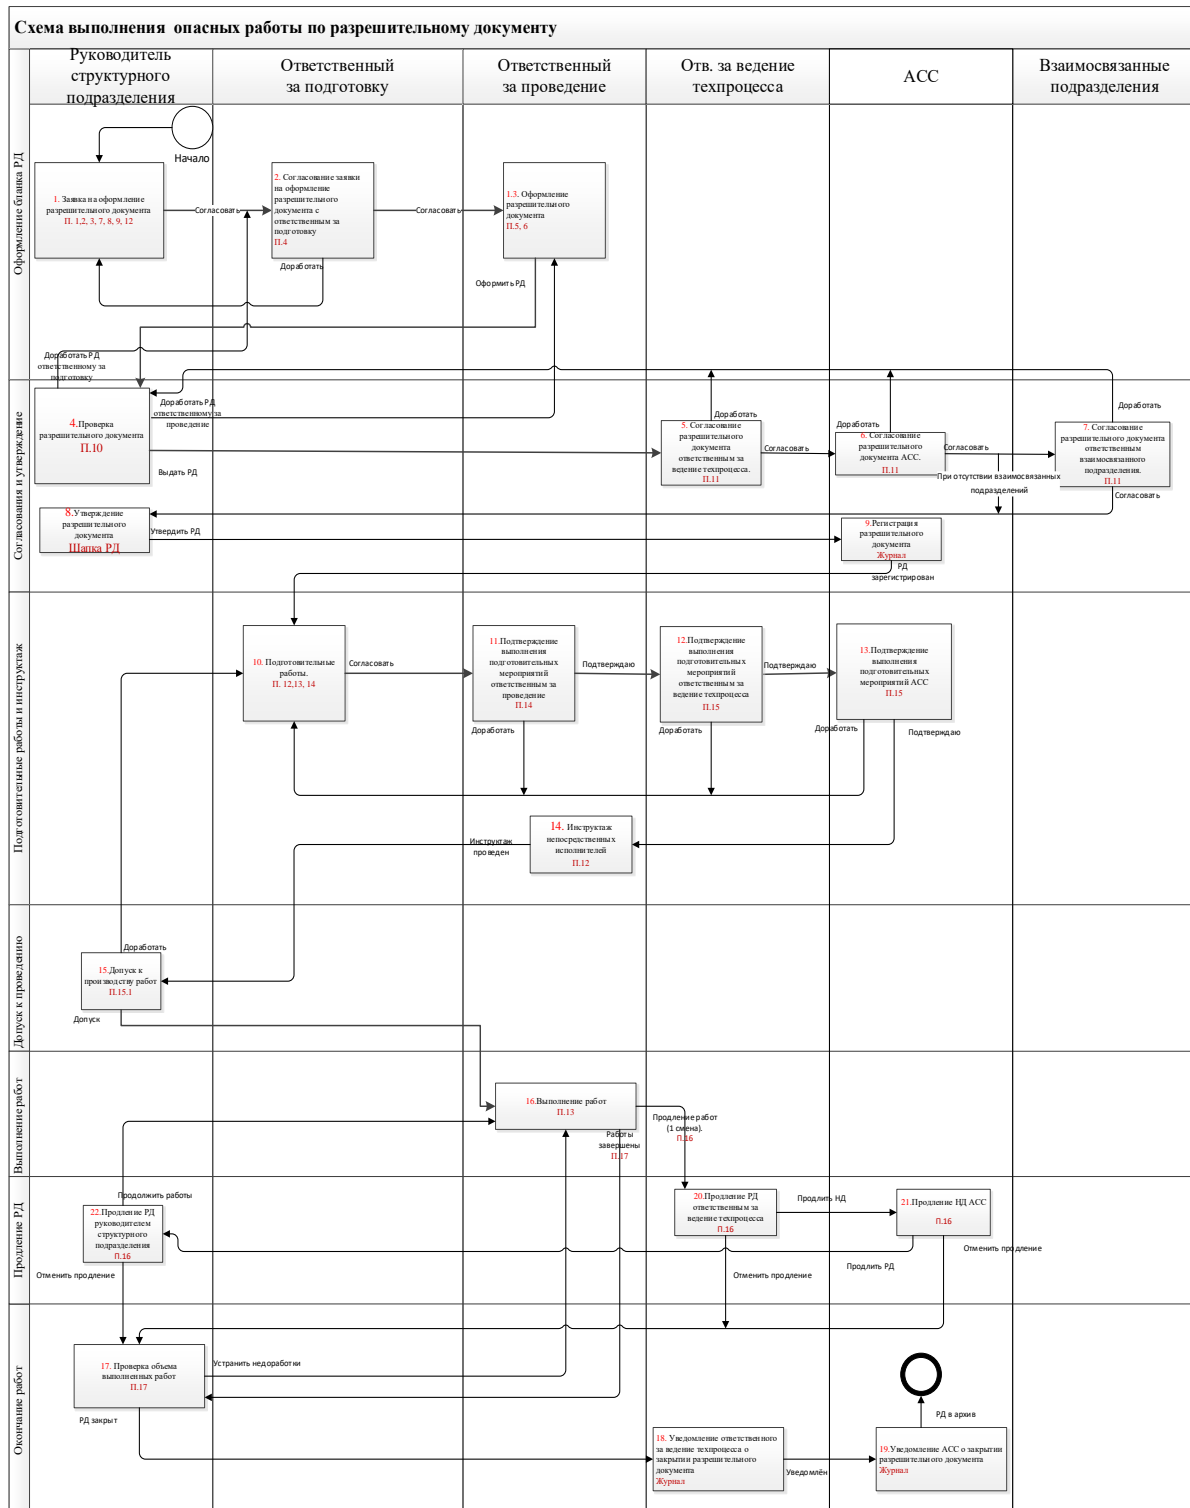 Схема выполнения опасных работы по разрешительному документу
Руководитель
структурного
подразделения
Ответственный
за подготовку
Ответственный
за проведение
Отв. за ведение
техпроцесса
АСС
Взаимосвязанные
подразделения
Оформление бланка РД
Начало
1. Заявка на оформление
разрешительного документа
П. 1,2, 3, 7, 8, 9, 12
Согласовать
2. Согласование заявки
на оформление
разрешительного
документа с
ответственным за
подготовку
П.4
Согласовать
1.3. Оформление
разрешительного
документа
П.5, 6
Доработать
Оформить РД
Доработать РД
ответственному за
подготовку
Согласования и утверждение
4.Проверка
разрешительного документа
П.10
Доработать РД
ответственному за
проведение
Выдать РД
Доработать
5. Согласование
разрешительного
документа
ответственным за
ведение техпроцесса.
П.11
Согласовать
Доработать
6. Согласование
разрешительного
документа АСС.
П.11
Согласовать
Доработать
7. Согласование
разрешительного документа
ответственным
взаимосвязанного
подразделения.
П.11
При отсутствии взаимосвязанных
подразделений
Согласовать
8.Утверждение
разрешительного
документа
Шапка РД
Утвердить РД
9.Регистрация
разрешительного
документа
Журнал
РД
зарегистрирован
Подготовительные работы и инструктаж
10. Подготовительные
работы.
П. 12,13, 14
Согласовать
11.Подтверждение
выполнения
подготовительных
мероприятий
ответственным за
проведение
П.14
Подтверждаю
12.Подтверждение
выполнения
подготовительных
мероприятий ответственным за
ведение техпроцесса
П.15
Подтверждаю
13.Подтверждение
выполнения
подготовительных
мероприятий АСС
П.15
Доработать
Доработать
Доработать
Подтверждаю
14. Инструктаж
непосредственных
исполнителей
П.12
Инструктаж
проведен
Допуск к проведению
Доработать
15.Допуск к
производству работ
П.15.1
Допуск
Выполнение работ
16.Выполнение работ
П.13
Работы
завершены
П.17
Продление работ
(1 смена).
П.16
Продление РД
Продолжить работы
22.Продление РД
руководителем
структурного
подразделения
П.16
Отменить продление
20.Продление РД
ответственным за
ведение техпроцесса
П.16
Продлить НД
21.Продление НД АСС
П.16
Отменить продление
Продлить РД
Отменить продление
Окончание работ
17. Проверка объема
выполненных работ
П.17
Устранить недоработки
РД закрыт
18. Уведомление ответственного
за ведение техпроцесса о
закрытии разрешительного
документа
Журнал
Уведомлён
РД в архив
19.Уведомление АСС о закрытии
разрешительного документа
Журнал